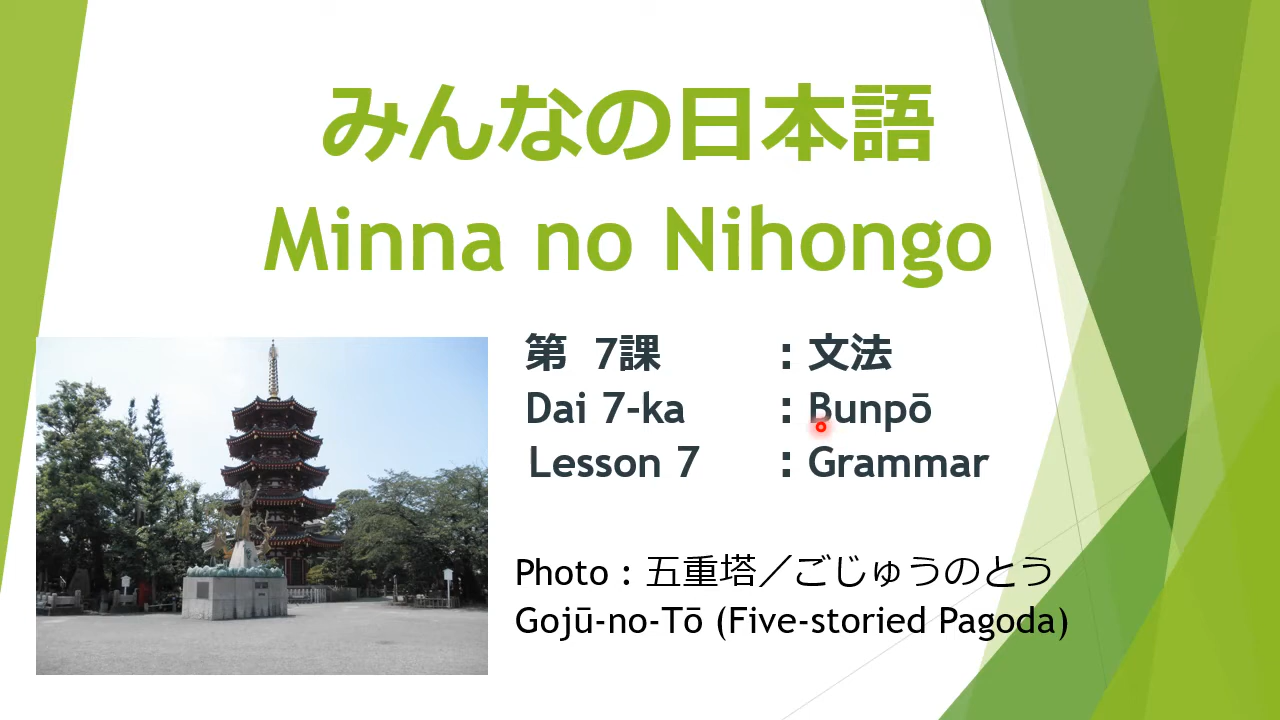 みんなの日本語
Minna no Nihongo
第 7課 : 文法
Dai 7-ka : Bunpō
Lesson 7 : Grammar
Photo : 五重塔／ごじゅうのとう
Gojū-no-Tō (Five-storied Pagoda)